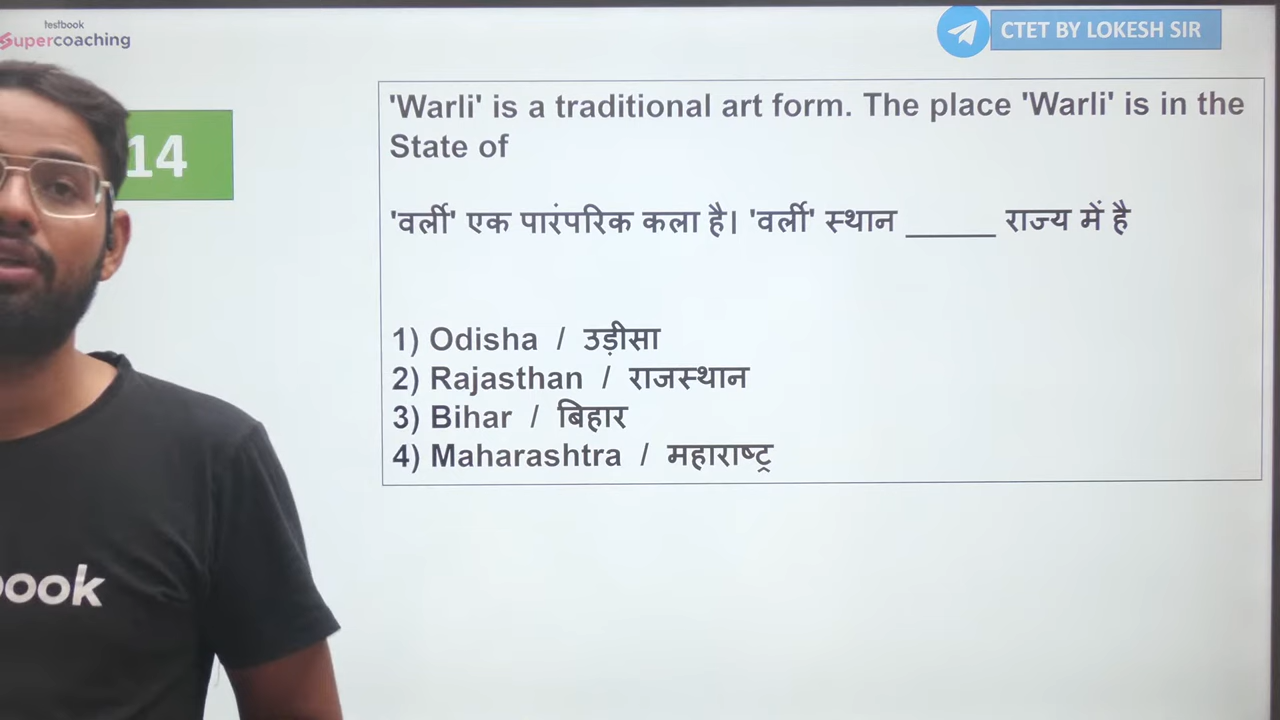 testbook
Supercoaching
CTET BY LOKESH SIR
14
'Warli' is a traditional art form. The place 'Warli' is in the
State of
'वर्ली' एक पारंपरिक कला है। 'वर्ली' स्थान ______ राज्य में है
1) Odisha / उड़ीसा
2) Rajasthan / राजस्थान
3) Bihar / बिहार
4) Maharashtra / महाराष्ट्र
book